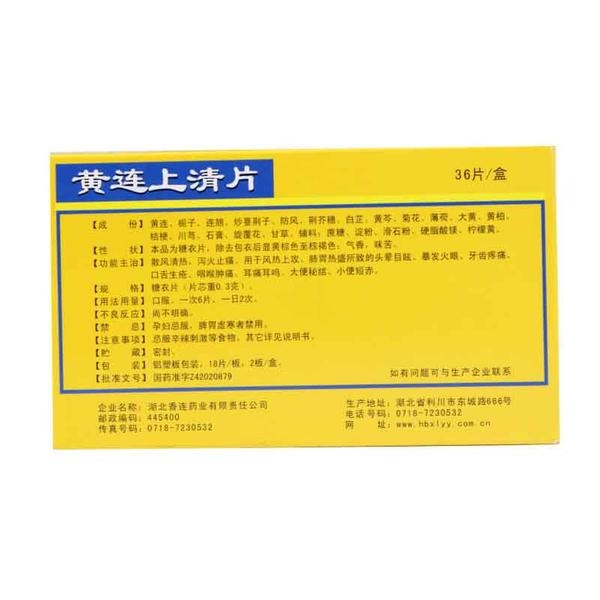 黄连上清片
36片/盒
【成　份】黄连、栀子、连翘、炒蔓荆子、防风、荆芥穗、白芷、黄芩、菊花、薄荷、大黄、黄柏、
桔梗、川芎、石膏、旋覆花、甘草，辅料：蔗糖、淀粉、滑石粉、硬脂酸镁、柠檬黄。
【性　状】本品为糖衣片，除去包衣后显黄棕色至棕褐色；气香，味苦。
【功能主治】散风清热，泻火止痛。用于风热上攻、肺胃热盛所致的头晕目眩、暴发火眼、牙齿疼痛、
口舌生疮、咽喉肿痛、耳痛耳鸣、大便秘结、小便短赤。
【规　格】糖衣片（片芯重0.3克）。
【用法用量】口服。一次6片，一日2次。
【不良反应】尚不明确。
【禁　忌】孕妇忌服，脾胃虚寒者禁用。
【注意事项】忌服辛辣刺激等食物，其它详见说明书。
【贮　藏】密封。
【包　装】铝塑板包装，18片/板，2板/盒。
【批准文号】国药准字Z42020879
如有问题可与生产企业联系
企业名称：湖北香连药业有限责任公司
邮政编码：445400
传真号码：0718-7230532
生产地址：湖北省利川市东城路666号
电话号码：0718-7230532
网　　址：www.hbxlyy.com.cn